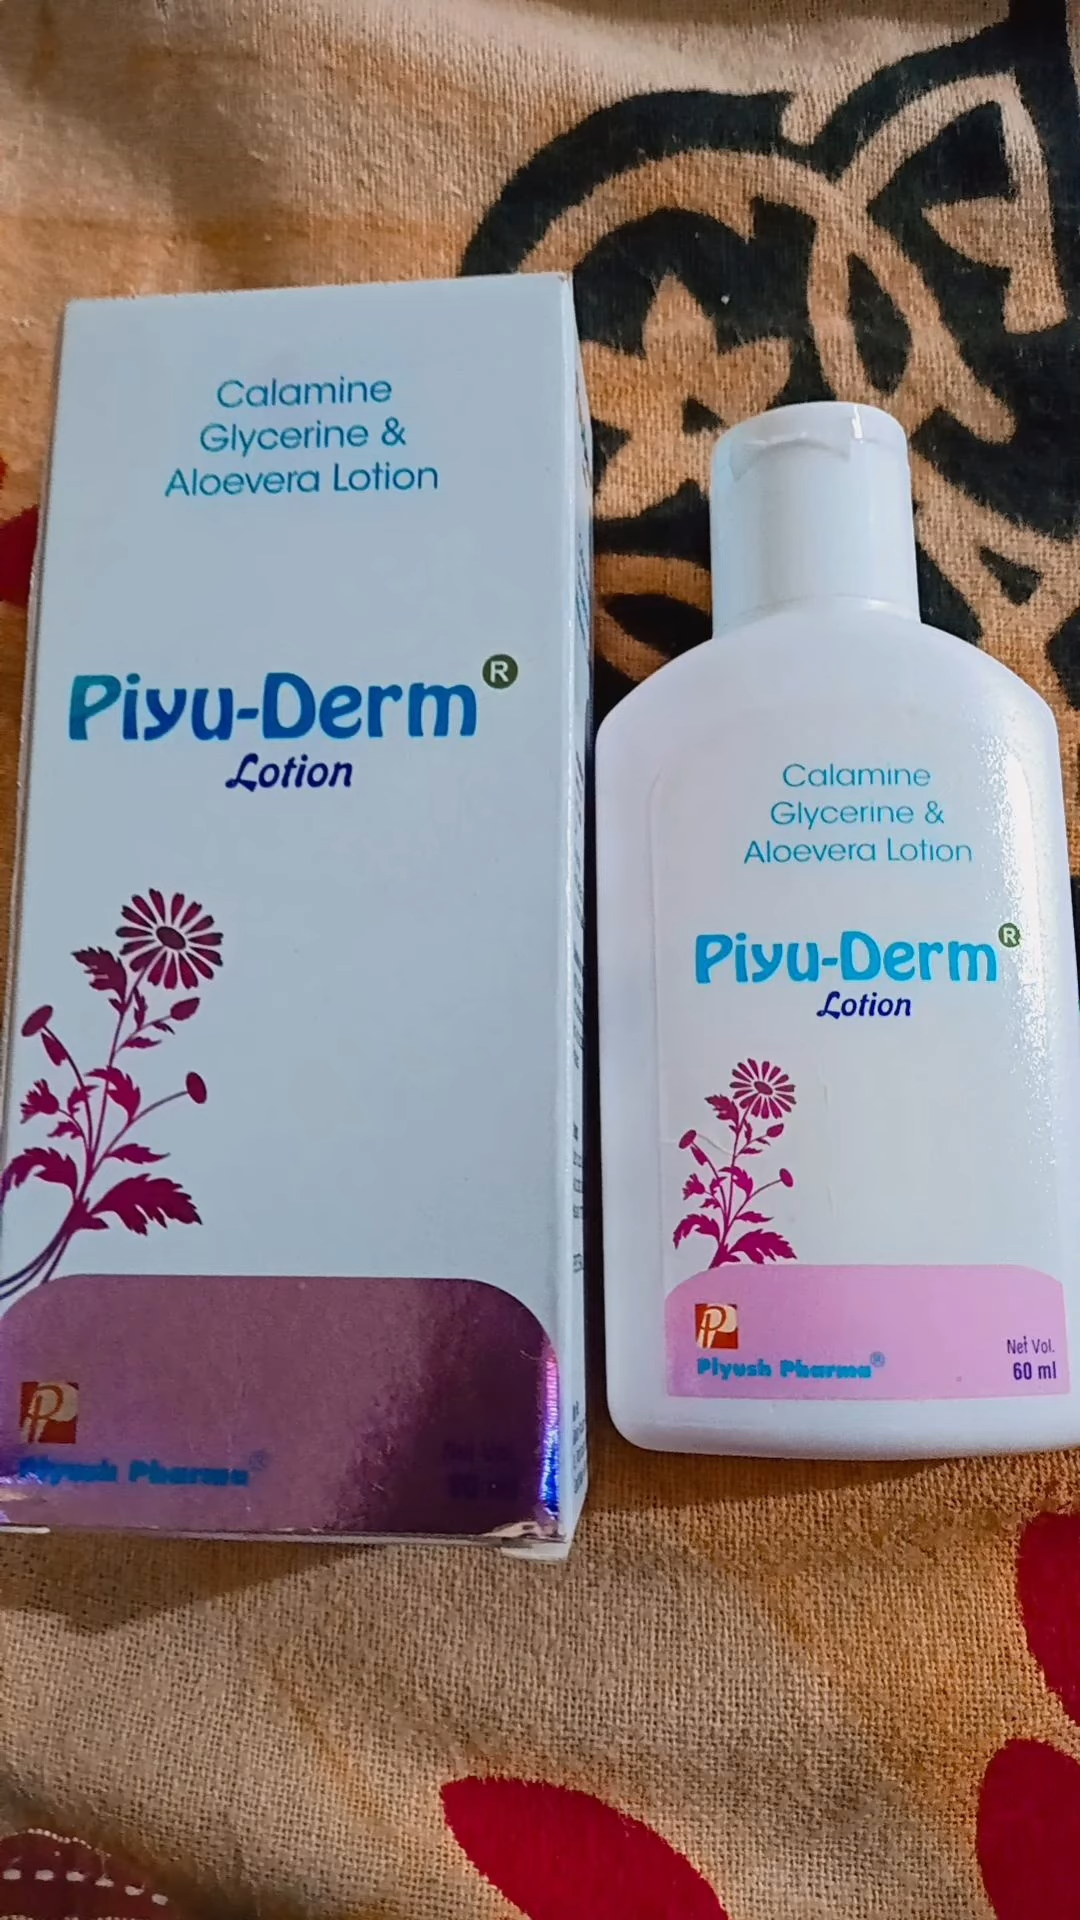 Calamine
Glycerine &
Aloevera Lotion
Piyu-Derm®
Lotion
Piyush Pharma®
Calamine
Glycerine &
Aloevera Lotion
Piyu-Derm®
Lotion
Piyush Pharma®
Net Vol.
60 ml